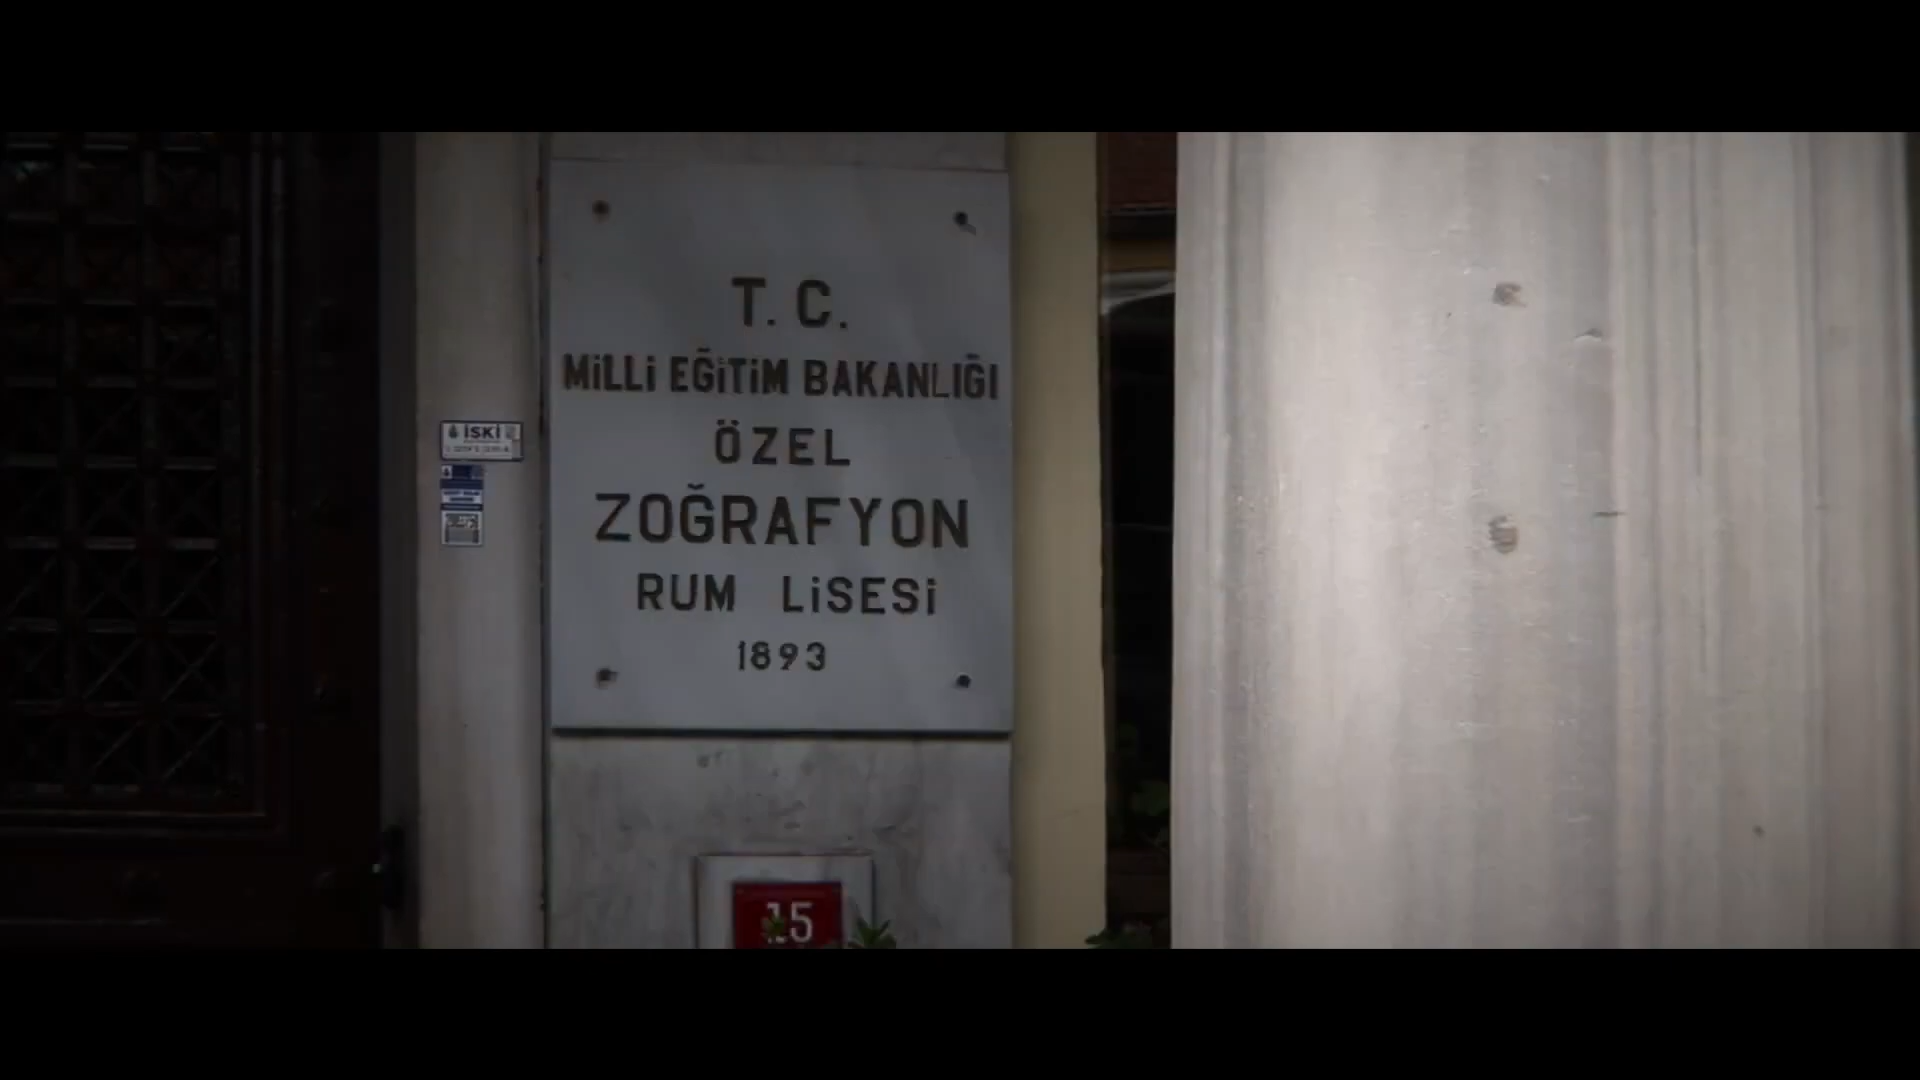 T. C.
MİLLİ EĞİTİM BAKANLIĞI
ÖZEL
ZOĞRAFYON
RUM LİSESİ
1893
İSKİ
15